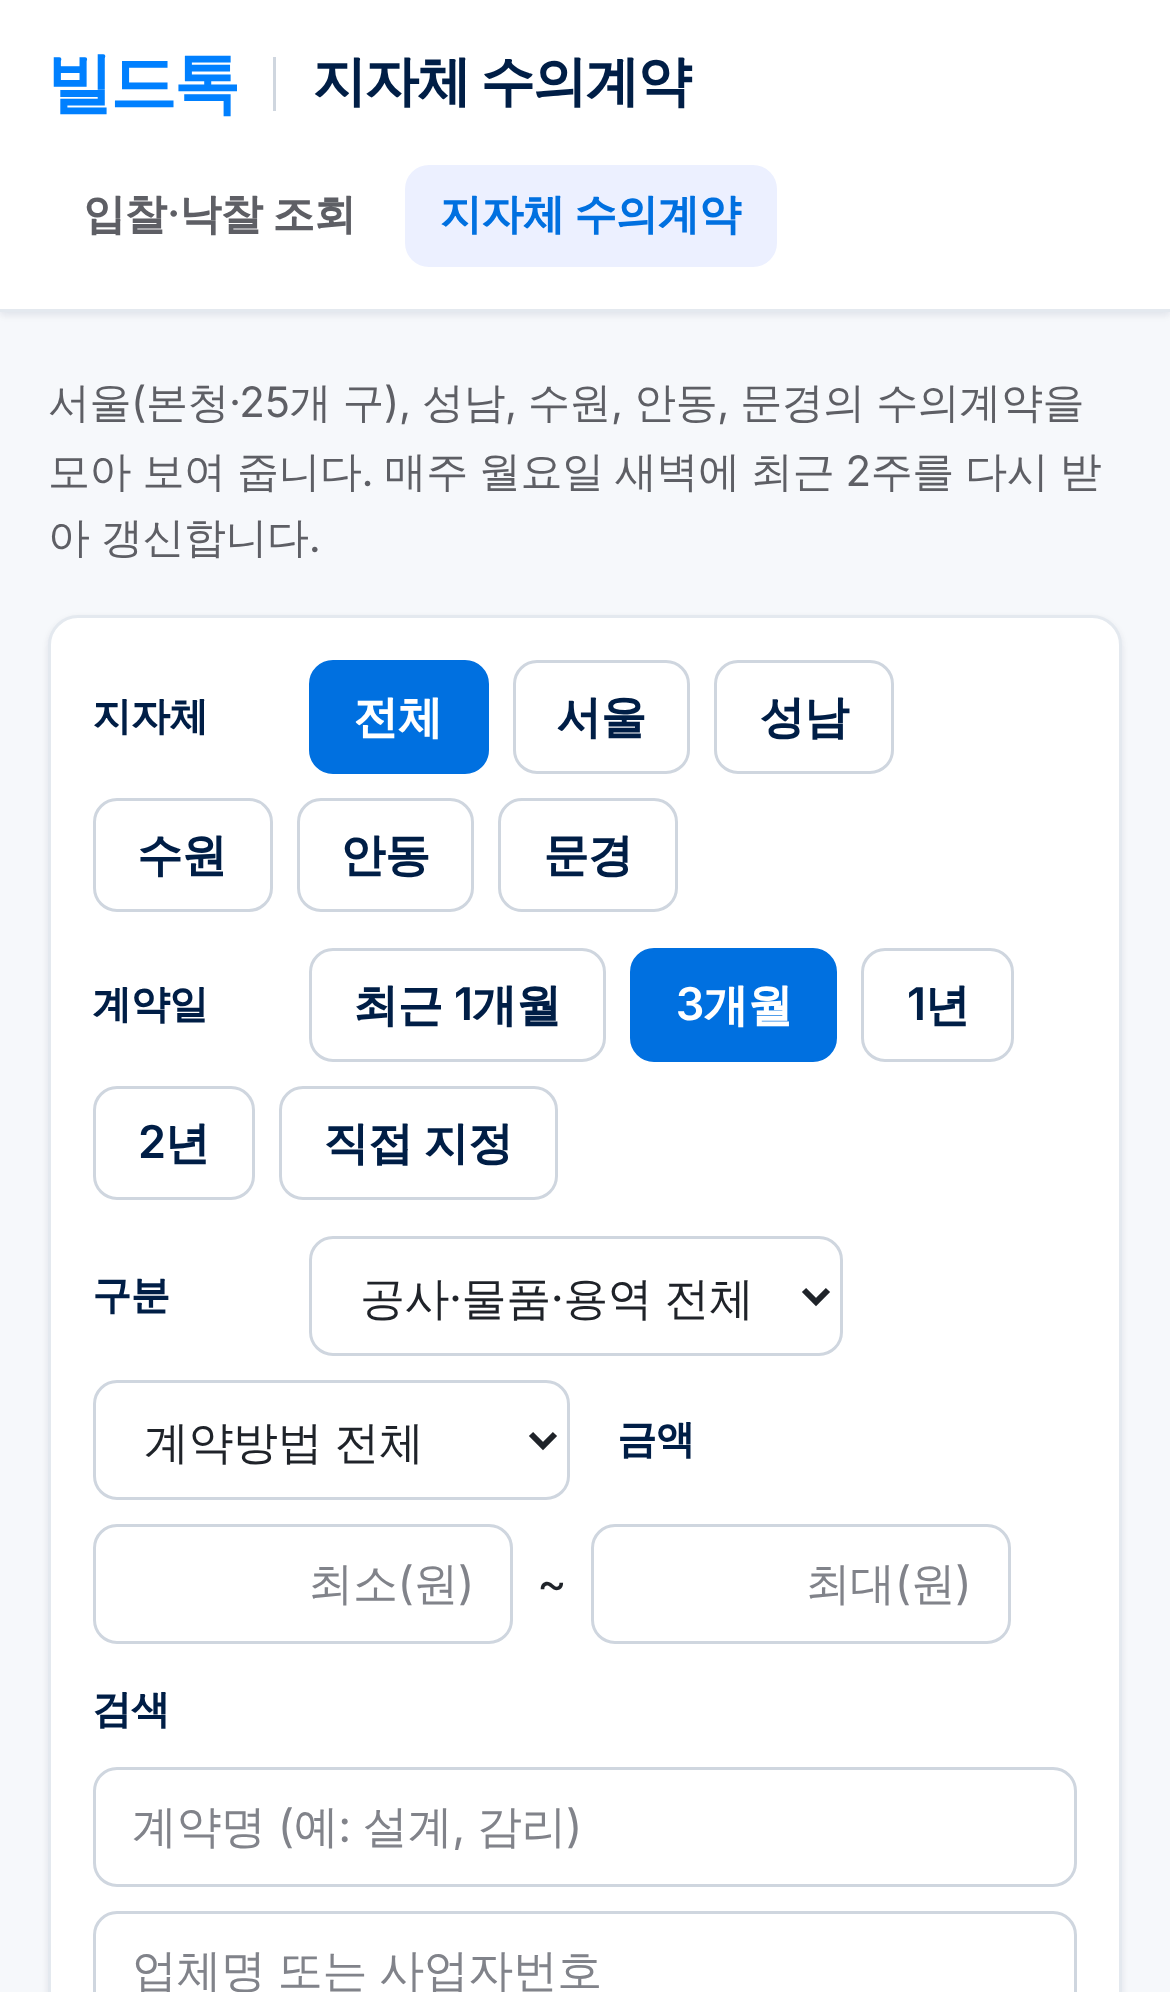 빌드톡 | 지자체 수의계약
입찰·낙찰 조회 지자체 수의계약
서울(본청·25개 구), 성남, 수원, 안동, 문경의 수의계약을
모아 보여 줍니다. 매주 월요일 새벽에 최근 2주를 다시 받
아 갱신합니다.
지자체 전체 서울 성남
수원 안동 문경
계약일 최근 1개월 3개월 1년
2년 직접 지정
구분 공사·물품·용역 전체
계약방법 전체 금액
최소(원) ~ 최대(원)
검색
계약명 (예: 설계, 감리)
업체명 또는 사업자번호